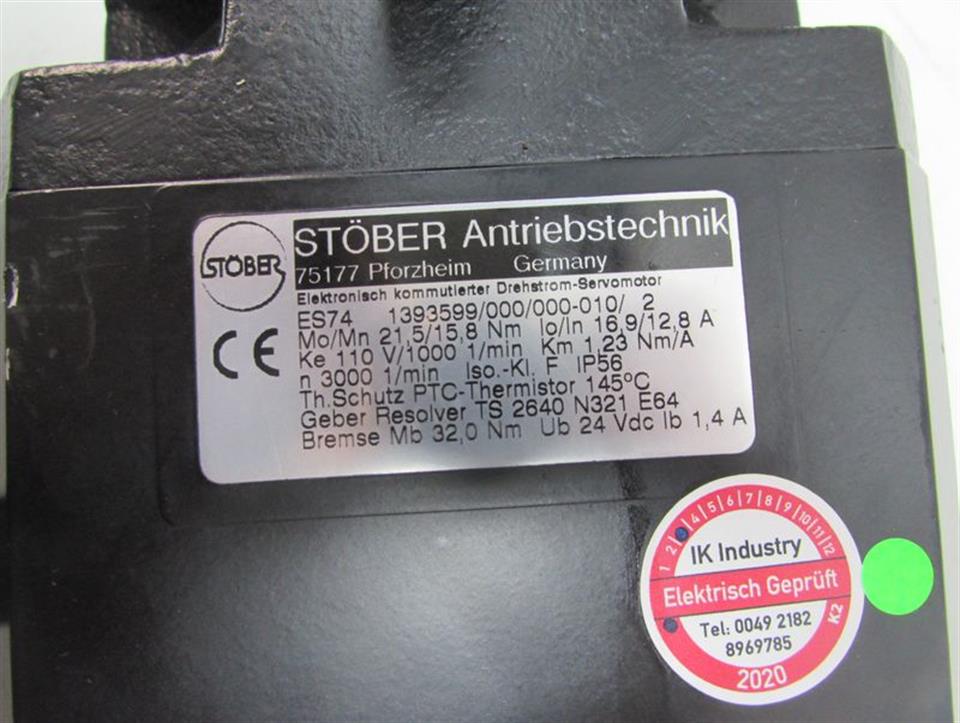 STÖBER
STÖBER Antriebstechnik
75177 Pforzheim Germany
Elektronisch kommutierter Drehstrom-Servomotor
ES74 1393599/000/000-010/ 2
Mo/Mn 21,5/15,8 Nm Io/In 16,9/12,8 A
Ke 110 V/1000 1/min Km 1,23 Nm/A
n 3000 1/min Iso.-Kl. F IP56
Th.Schutz PTC-Thermistor 145°C
Geber Resolver TS 2640 N321 E64
Bremse Mb 32,0 Nm Ub 24 Vdc Ib 1,4 A
CE
1 2 4 5 6 7 8 9 10 11 12
IK Industry
Elektrisch Geprüft
Tel: 0049 2182
8969785
K2
2020